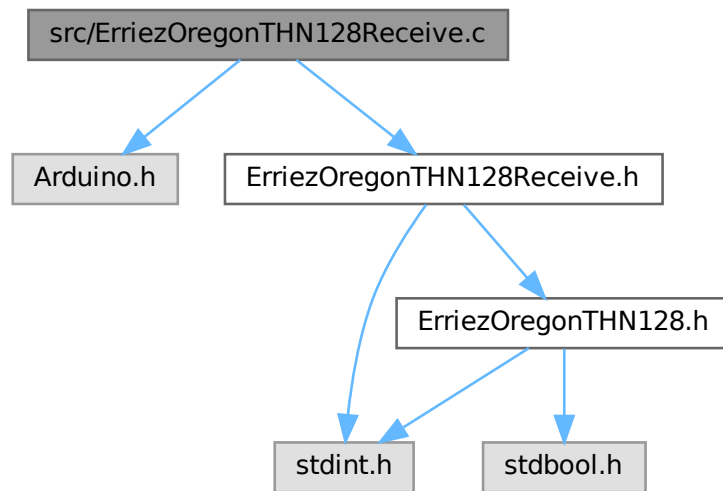 src/ErriezOregonTHN128Receive.c
Arduino.h
ErriezOregonTHN128Receive.h
ErriezOregonTHN128.h
stdint.h
stdbool.h